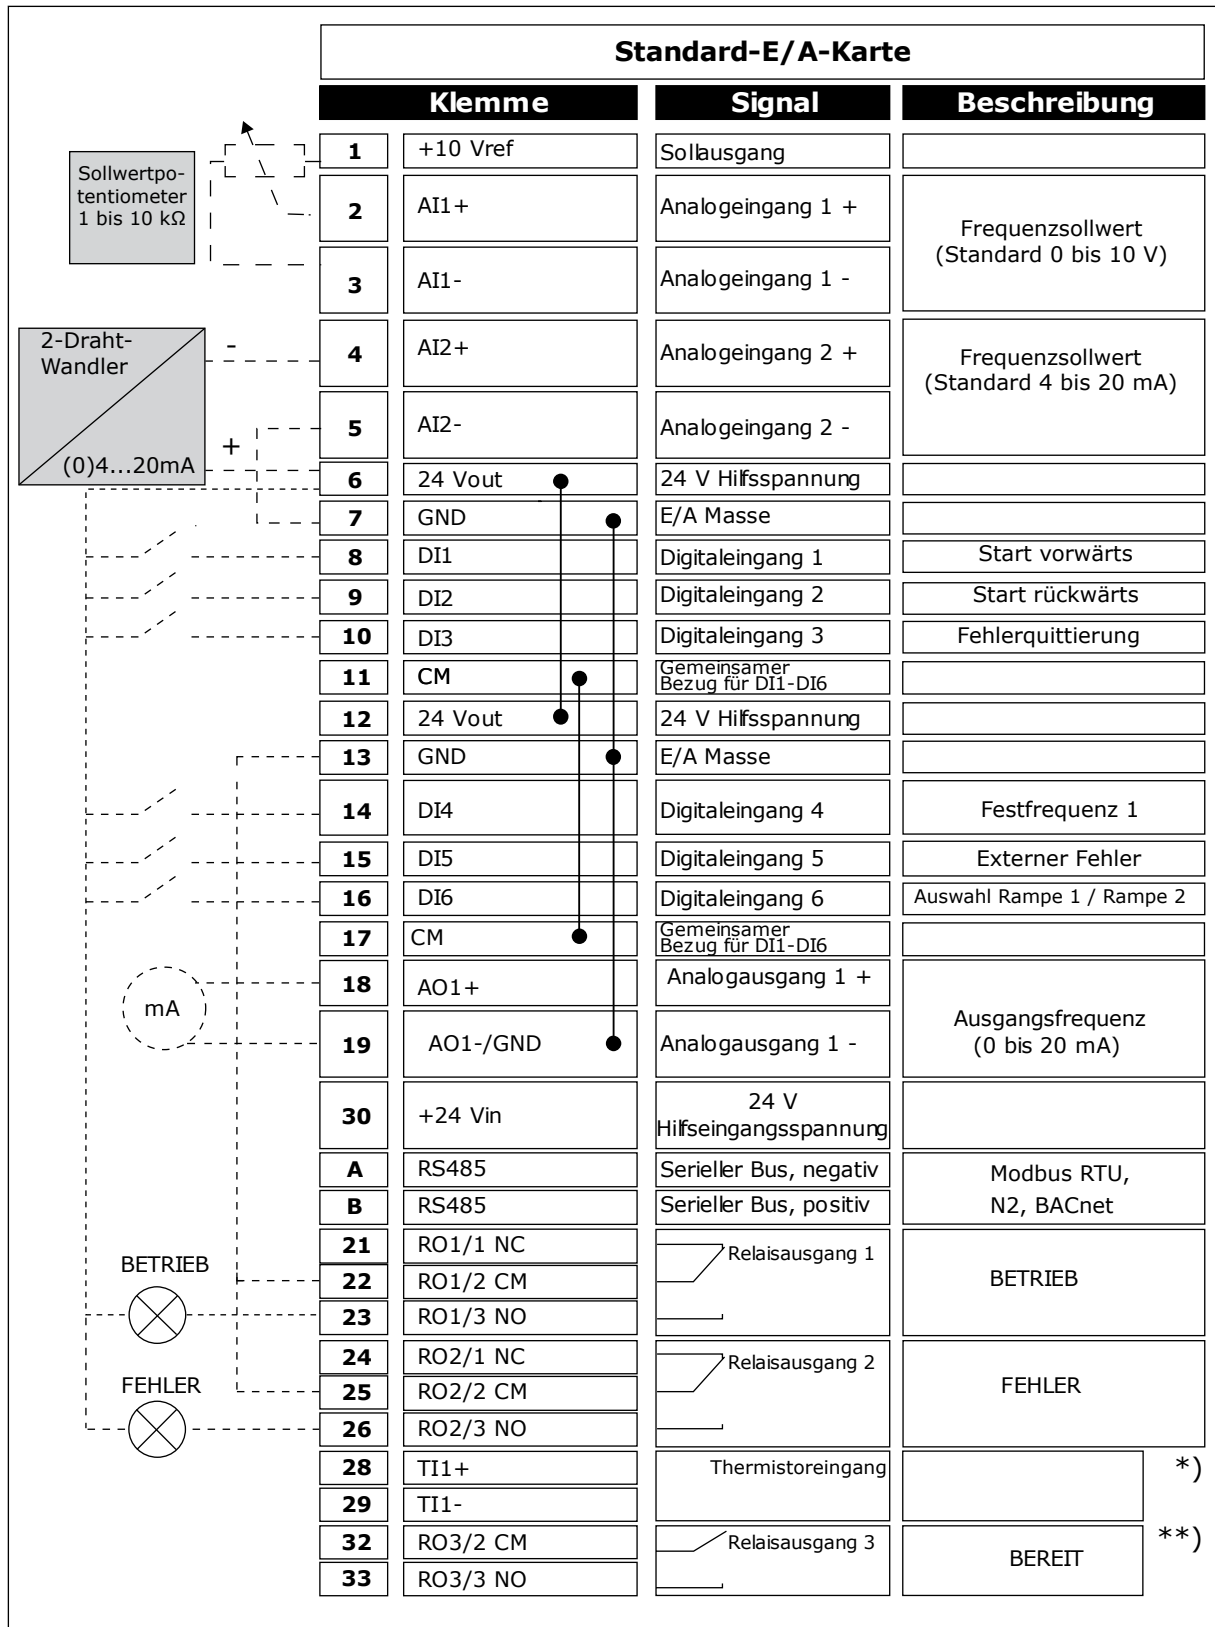 Standard-E/A-Karte
Klemme Signal Beschreibung
Sollwertpo-
tentiometer
1 bis 10 kΩ
1 +10 Vref Sollausgang
2 AI1+ Analogeingang 1 +
Frequenzsollwert
(Standard 0 bis 10 V)
3 AI1- Analogeingang 1 -
2-Draht-
Wandler
-
+
(0)4...20mA
4 AI2+ Analogeingang 2 +
Frequenzsollwert
(Standard 4 bis 20 mA)
5 AI2- Analogeingang 2 -
6 24 Vout 24 V Hilfsspannung
7 GND E/A Masse
8 DI1 Digitaleingang 1 Start vorwärts
9 DI2 Digitaleingang 2 Start rückwärts
10 DI3 Digitaleingang 3 Fehlerquittierung
11 CM Gemeinsamer
Bezug für DI1-DI6
12 24 Vout 24 V Hilfsspannung
13 GND E/A Masse
14 DI4 Digitaleingang 4 Festfrequenz 1
15 DI5 Digitaleingang 5 Externer Fehler
16 DI6 Digitaleingang 6 Auswahl Rampe 1 / Rampe 2
17 CM Gemeinsamer
Bezug für DI1-DI6
mA
18 AO1+ Analogausgang 1 +
Ausgangsfrequenz
(0 bis 20 mA)
19 AO1-/GND Analogausgang 1 -
30 +24 Vin 24 V
Hilfseingangsspannung
A RS485 Serieller Bus, negativ Modbus RTU,
B RS485 Serieller Bus, positiv N2, BACnet
21 RO1/1 NC Relaisausgang 1
BETRIEB
22 RO1/2 CM BETRIEB
23 RO1/3 NO
24 RO2/1 NC Relaisausgang 2
FEHLER
25 RO2/2 CM FEHLER
26 RO2/3 NO
28 TI1+ Thermistoreingang *)
29 TI1-
32 RO3/2 CM Relaisausgang 3 BEREIT **)
33 RO3/3 NO